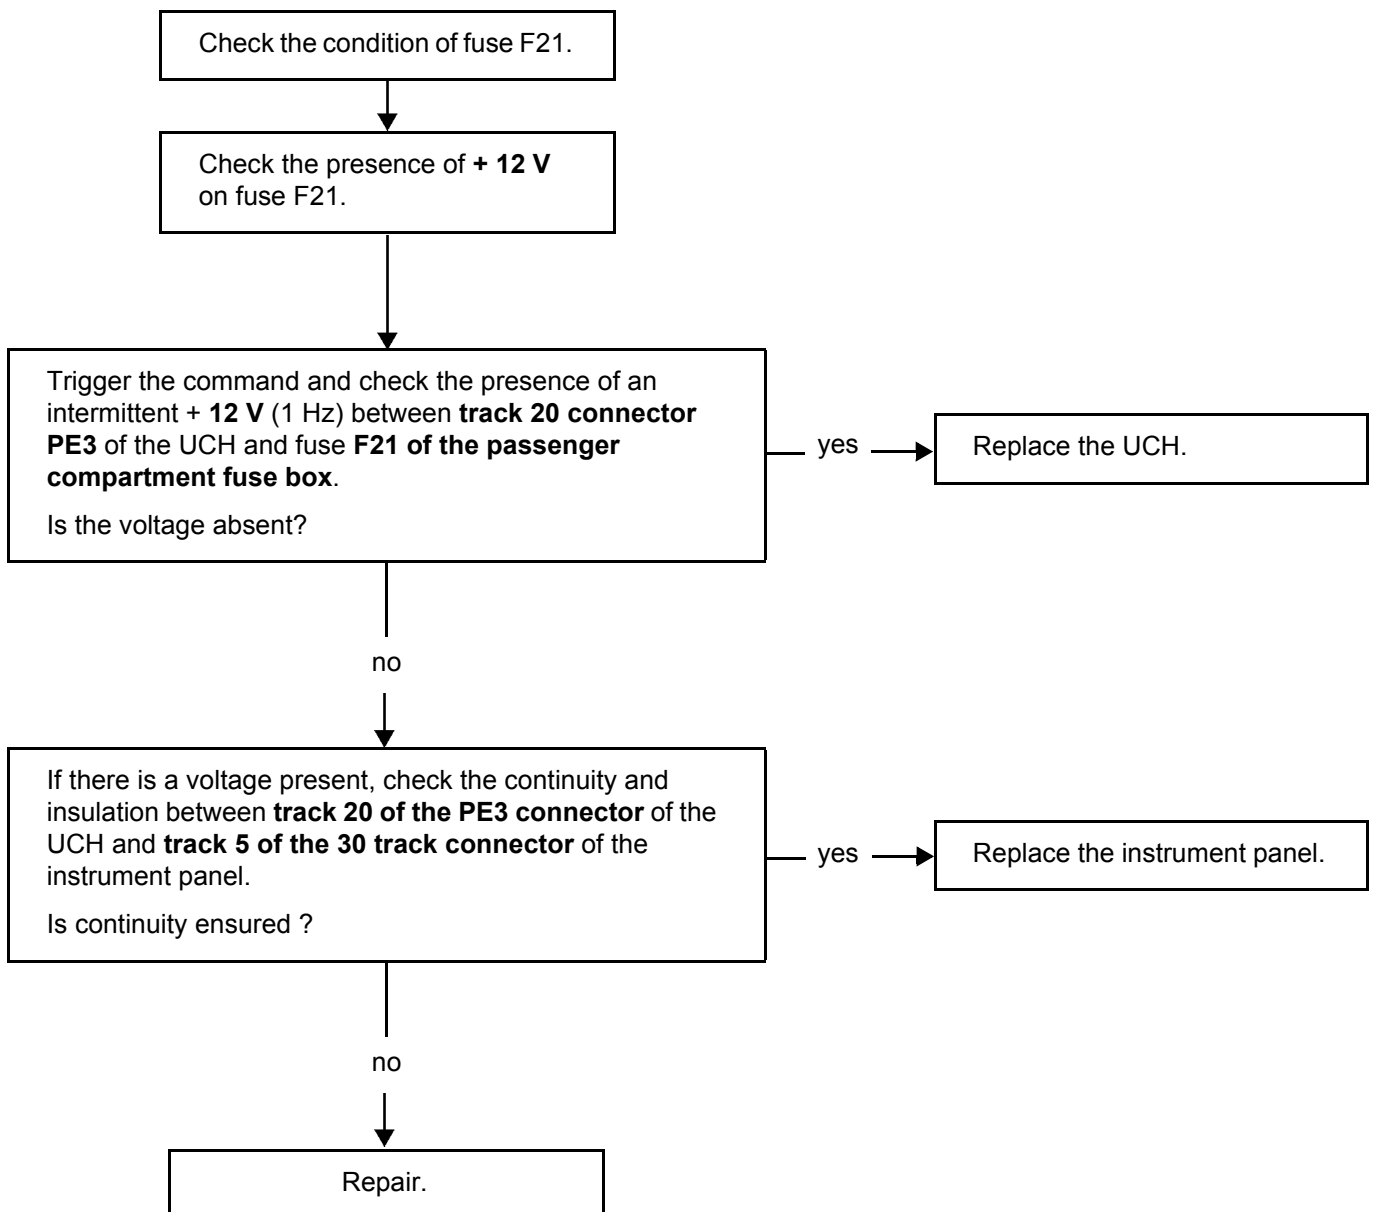 Check the condition of fuse F21.
Check the presence of + 12 V
on fuse F21.
Trigger the command and check the presence of an
intermittent + 12 V (1 Hz) between track 20 connector
PE3 of the UCH and fuse F21 of the passenger
compartment fuse box.
Is the voltage absent?
yes
Replace the UCH.
no
If there is a voltage present, check the continuity and
insulation between track 20 of the PE3 connector of the
UCH and track 5 of the 30 track connector of the
instrument panel.
Is continuity ensured ?
yes
Replace the instrument panel.
no
Repair.